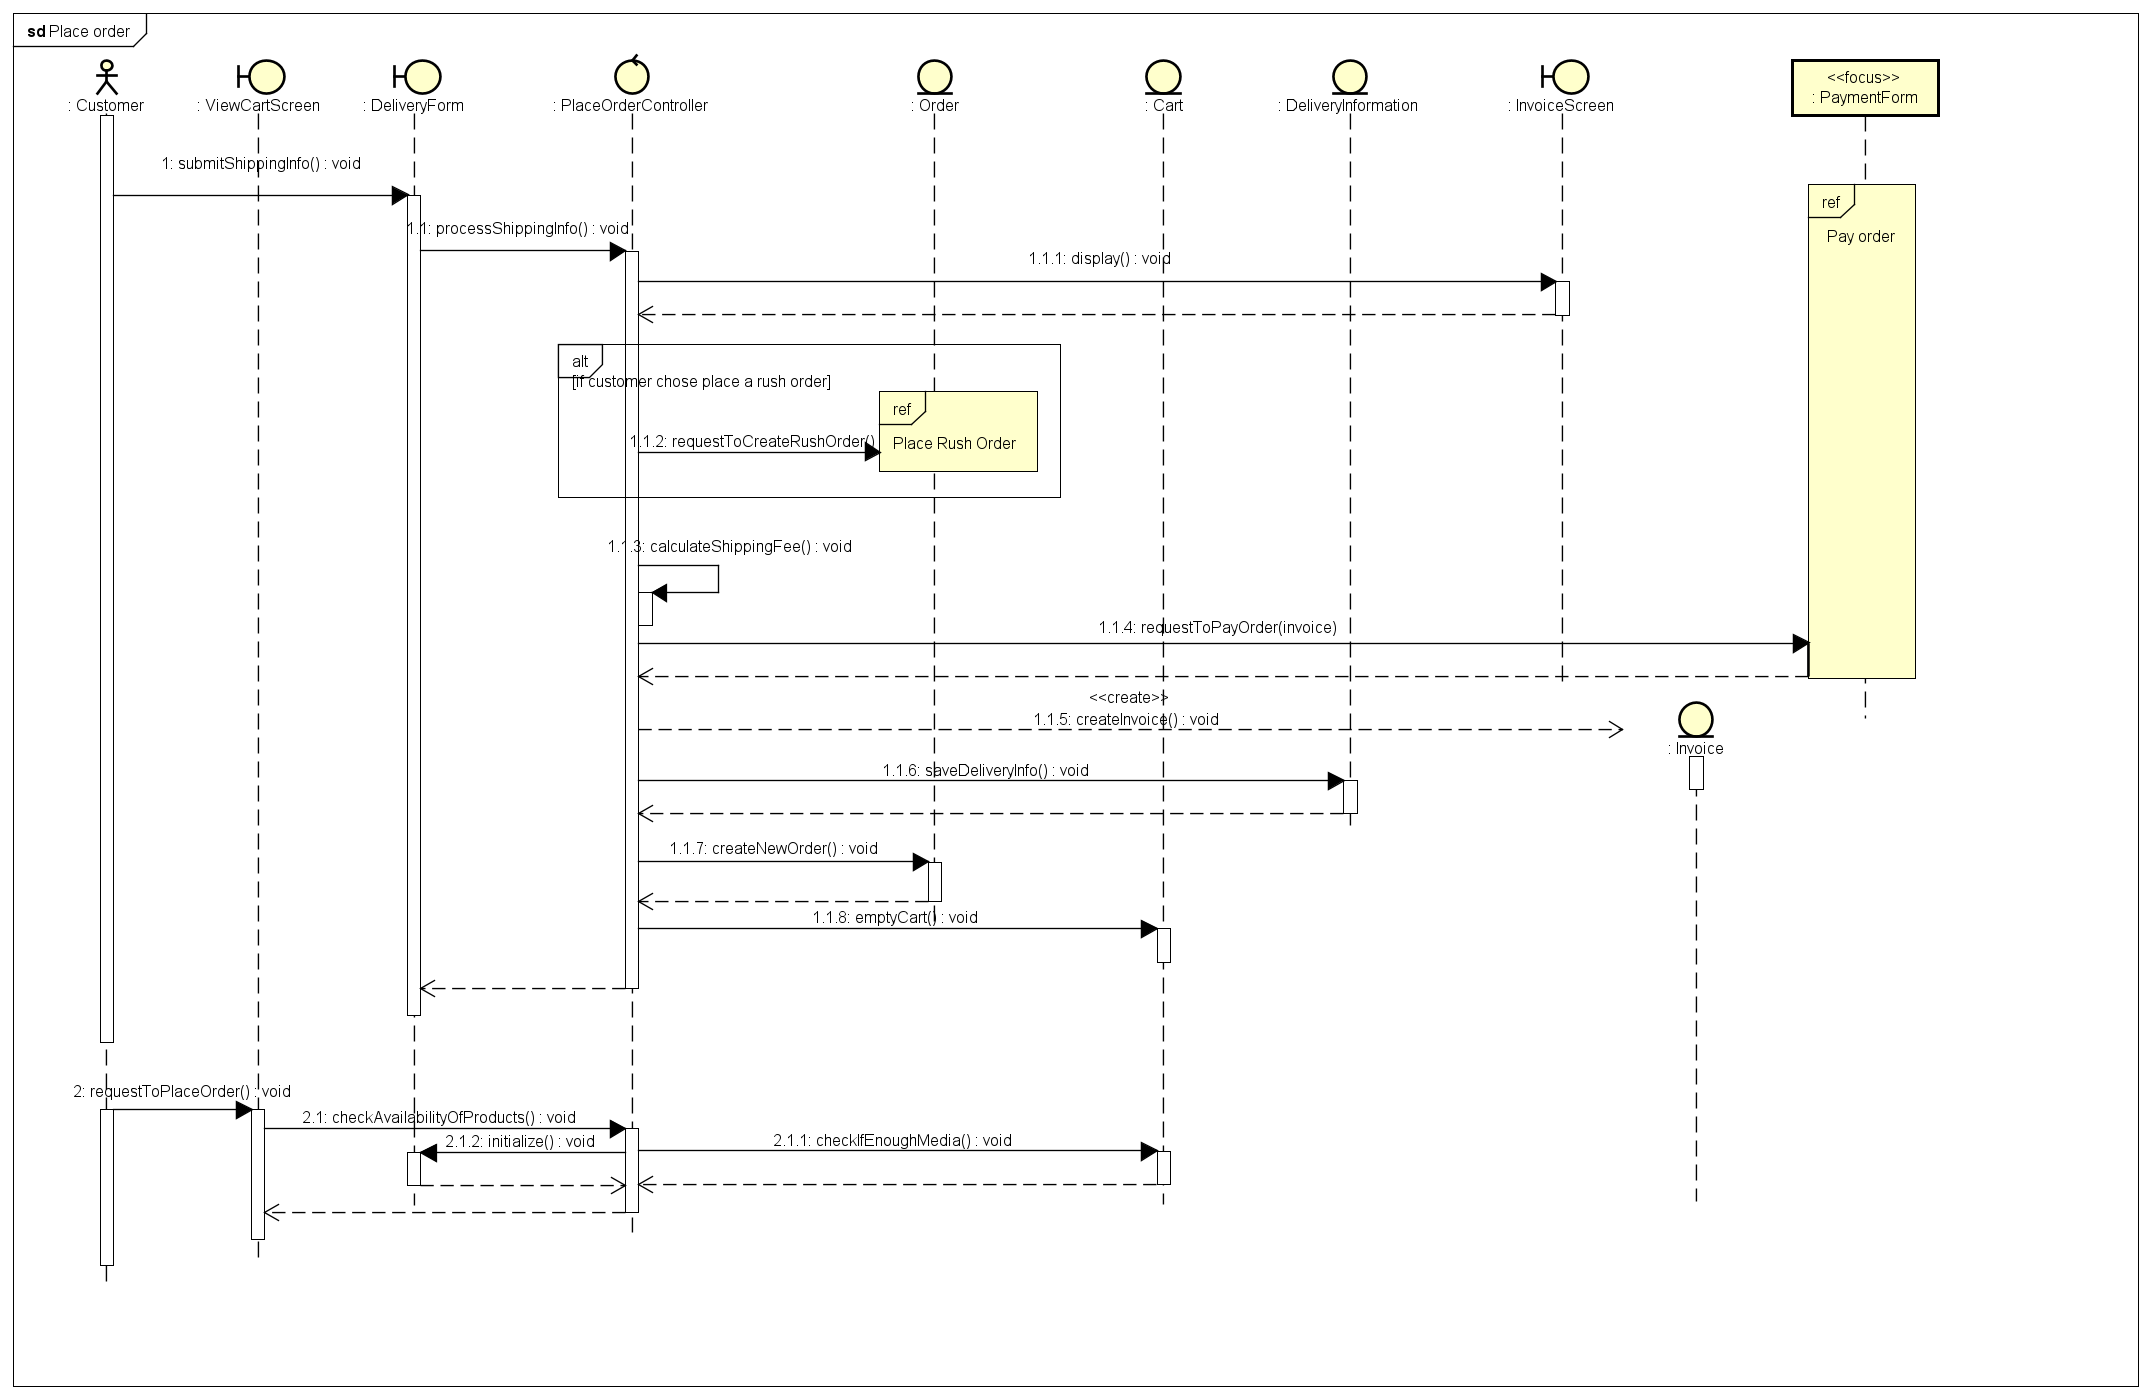 sd Place order
: Customer
: ViewCartScreen
: DeliveryForm
: PlaceOrderController
: Order
: Cart
: DeliveryInformation
: InvoiceScreen
<<focus>>
: PaymentForm
1: submitShippingInfo() : void
ref
Pay order
1.1: processShippingInfo() : void
1.1.1: display() : void
alt
[if customer chose place a rush order]
ref
Place Rush Order
1.1.2: requestToCreateRushOrder()
1.1.3: calculateShippingFee() : void
1.1.4: requestToPayOrder(invoice)
<<create>>
1.1.5: createInvoice() : void
: Invoice
1.1.6: saveDeliveryInfo() : void
1.1.7: createNewOrder() : void
1.1.8: emptyCart() : void
2: requestToPlaceOrder() : void
2.1: checkAvailabilityOfProducts() : void
2.1.2: initialize() : void
2.1.1: checkIfEnoughMedia() : void